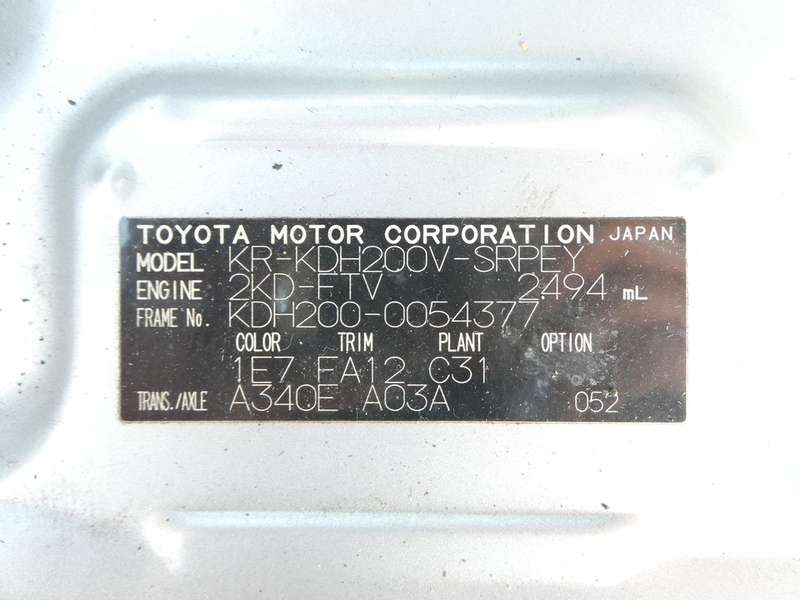 TOYOTA MOTOR CORPORATION JAPAN
MODEL KR-KDH200V-SRPEY
ENGINE 2KD-FTV 2494 mL
FRAME No. KDH200-0054377
COLOR TRIM PLANT OPTION
1E7 FA12 C31
TRANS./AXLE A340E A03A 052